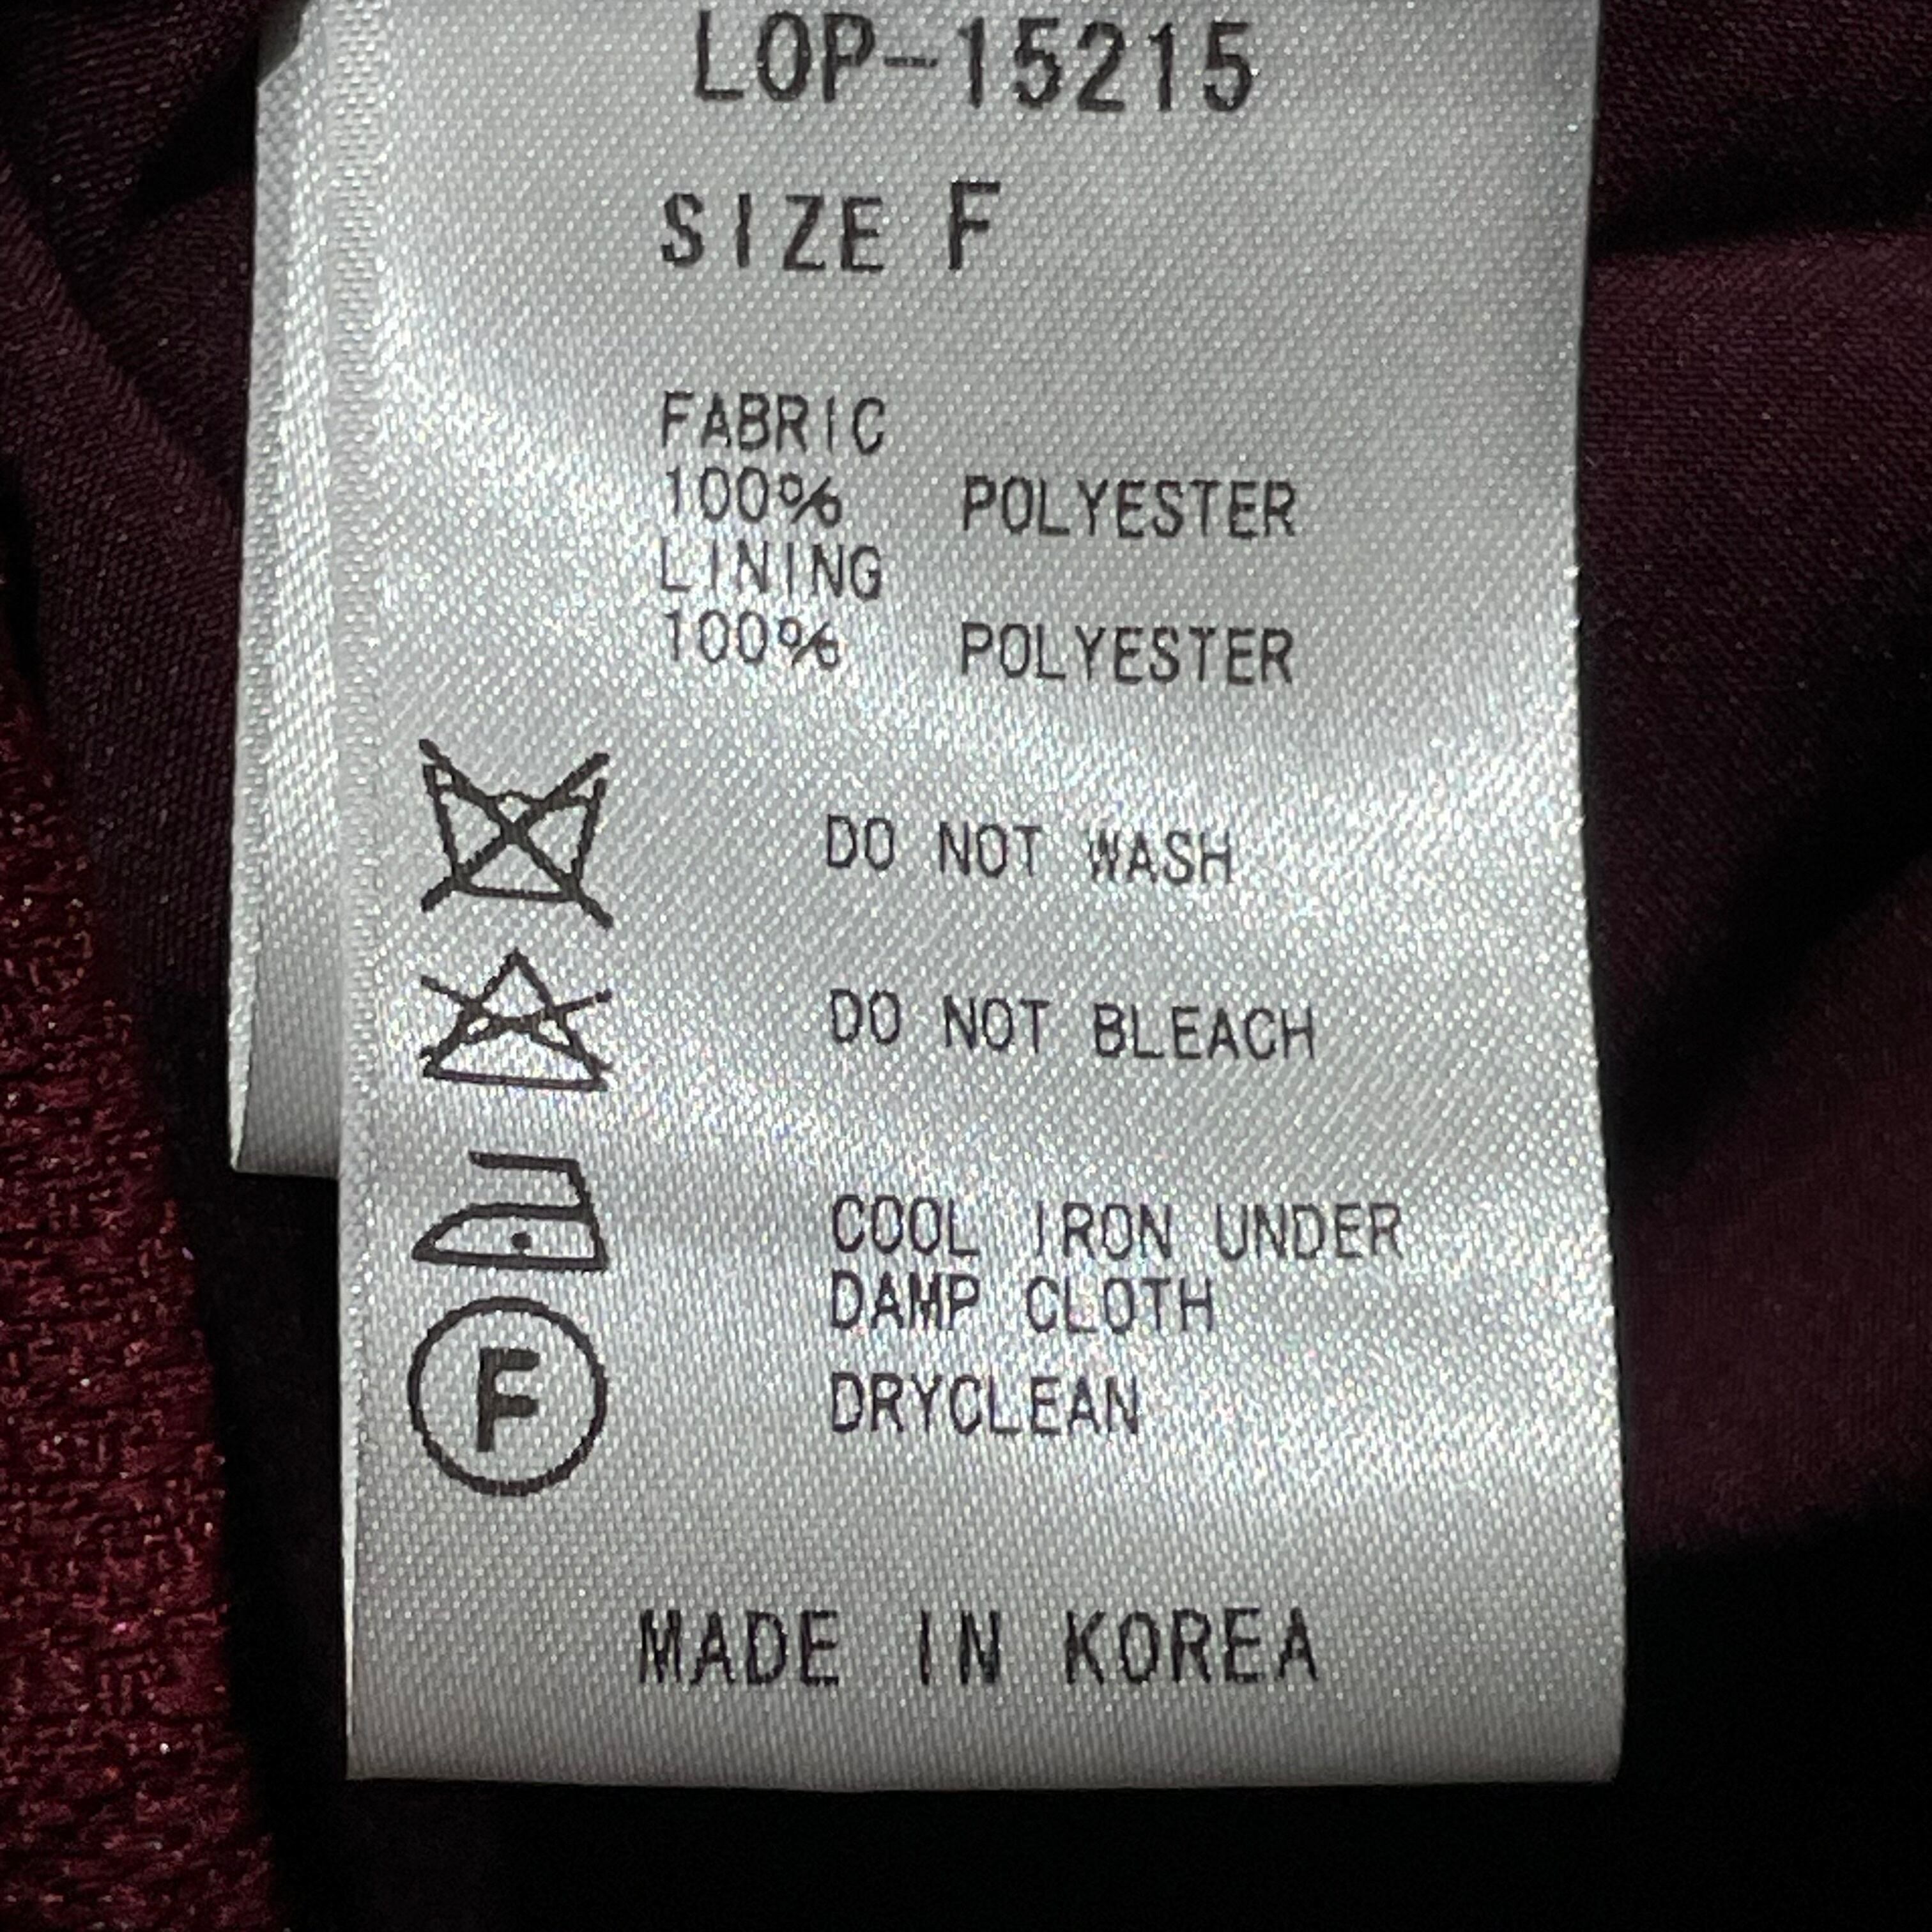 LOP-15215
SIZE F
FABRIC
100% POLYESTER
LINING
100% POLYESTER
DO NOT WASH
DO NOT BLEACH
COOL IRON UNDER
DAMP CLOTH
F DRYCLEAN
MADE IN KOREA